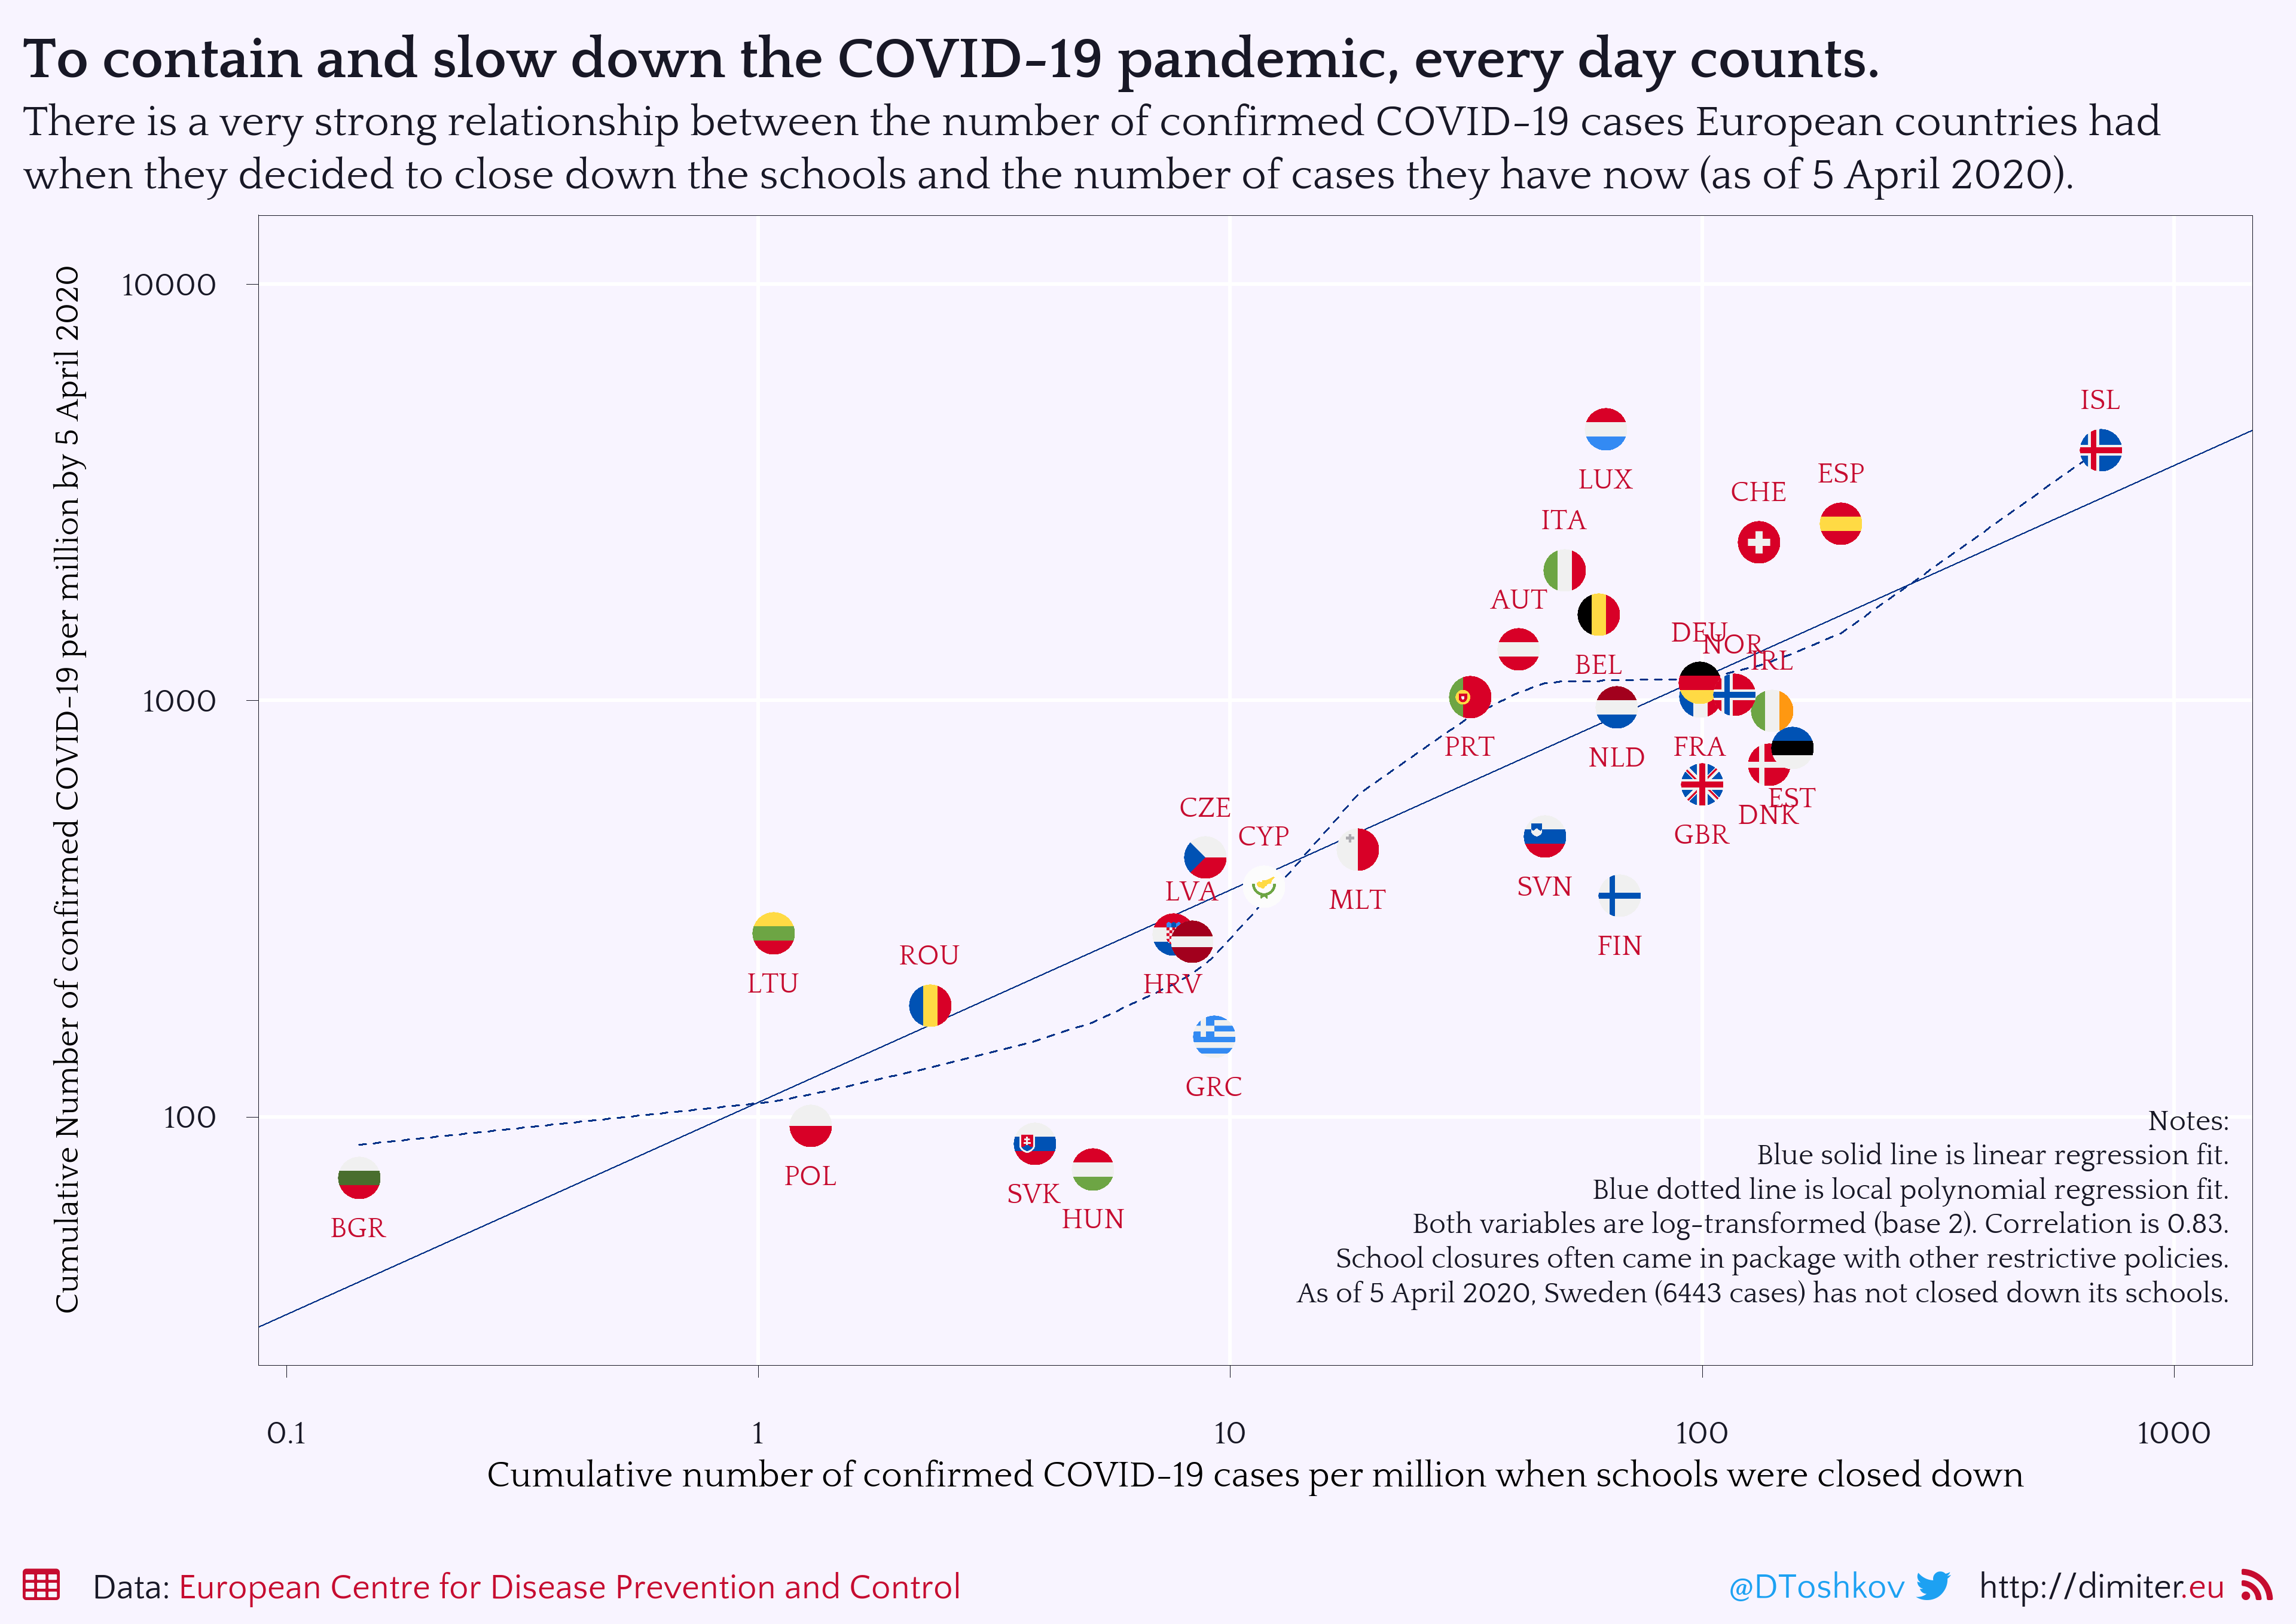 To contain and slow down the COVID-19 pandemic, every day counts.
There is a very strong relationship between the number of confirmed COVID-19 cases European countries had
when they decided to close down the schools and the number of cases they have now (as of 5 April 2020).
Cumulative Number of confirmed COVID-19 per million by 5 April 2020
10000
1000
100
ISL
ESP
LUX
CHE
ITA
AUT
DEU
NOR
IRL
BEL
PRT
FRA
NLD
EST
CZE
DNK
CYP
GBR
SVN
LVA
MLT
FIN
ROU
LTU
HRV
GRC
POL
SVK
HUN
BGR
Notes:
Blue solid line is linear regression fit.
Blue dotted line is local polynomial regression fit.
Both variables are log-transformed (base 2). Correlation is 0.83.
School closures often came in package with other restrictive policies.
As of 5 April 2020, Sweden (6443 cases) has not closed down its schools.
0.1 1 10 100 1000
Cumulative number of confirmed COVID-19 cases per million when schools were closed down
Data: European Centre for Disease Prevention and Control
@DToshkov http://dimiter.eu